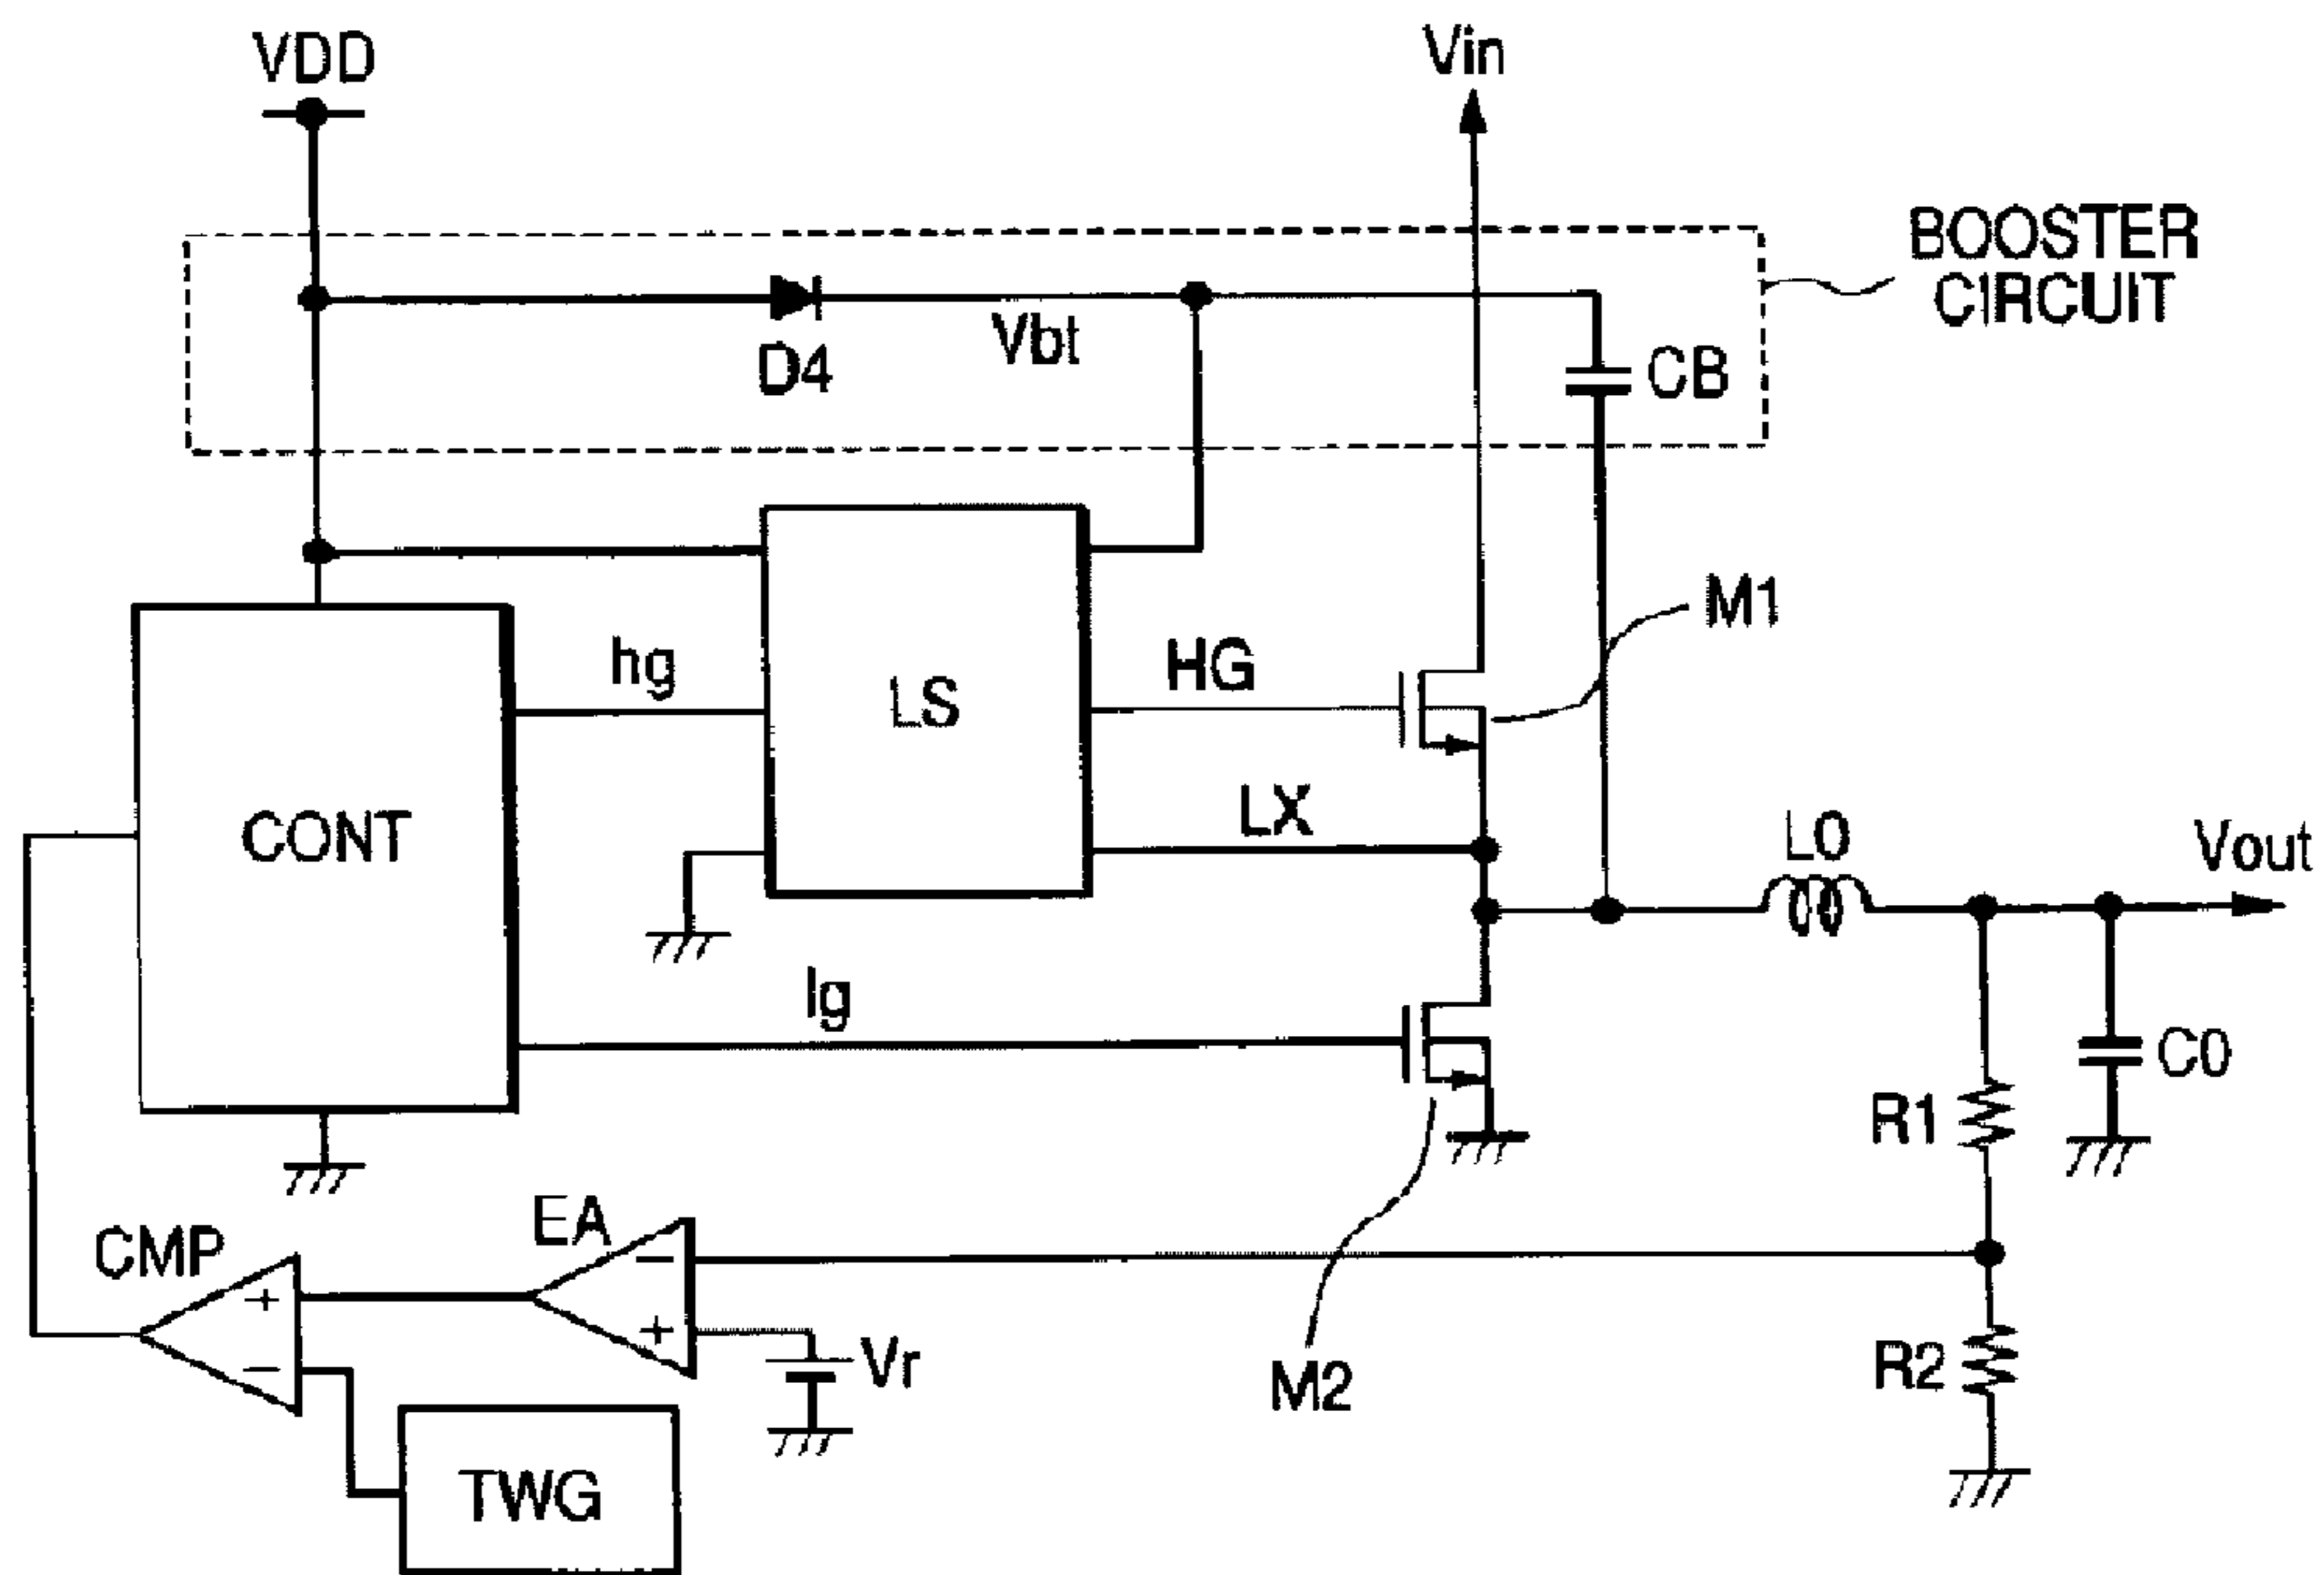 VDD
Vin
BOOSTER
CIRCUIT
Vbt
D4
CB
M1
hg
HG
LS
LX
CONT
LO
Vout
lg
C0
R1
EA
CMP
−
+
+
−
Vr
R2
M2
TWG